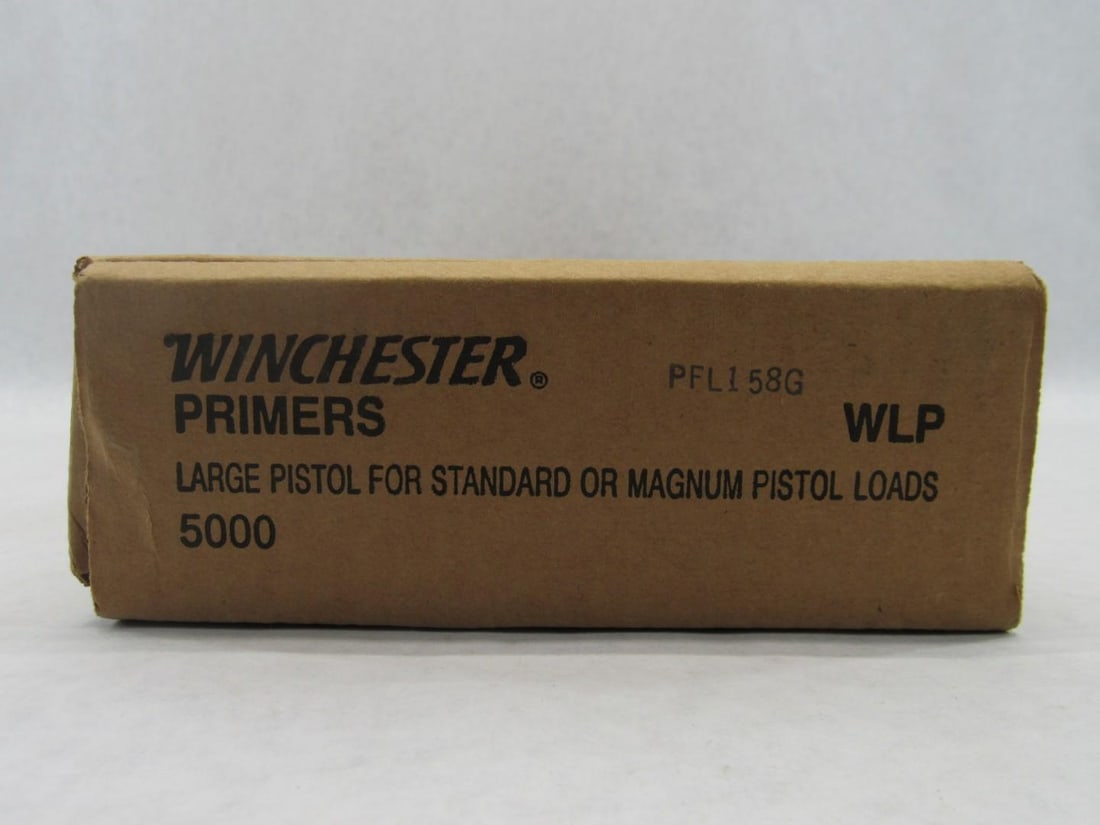 WINCHESTER®
PFL158G
PRIMERS
WLP
LARGE PISTOL FOR STANDARD OR MAGNUM PISTOL LOADS
5000